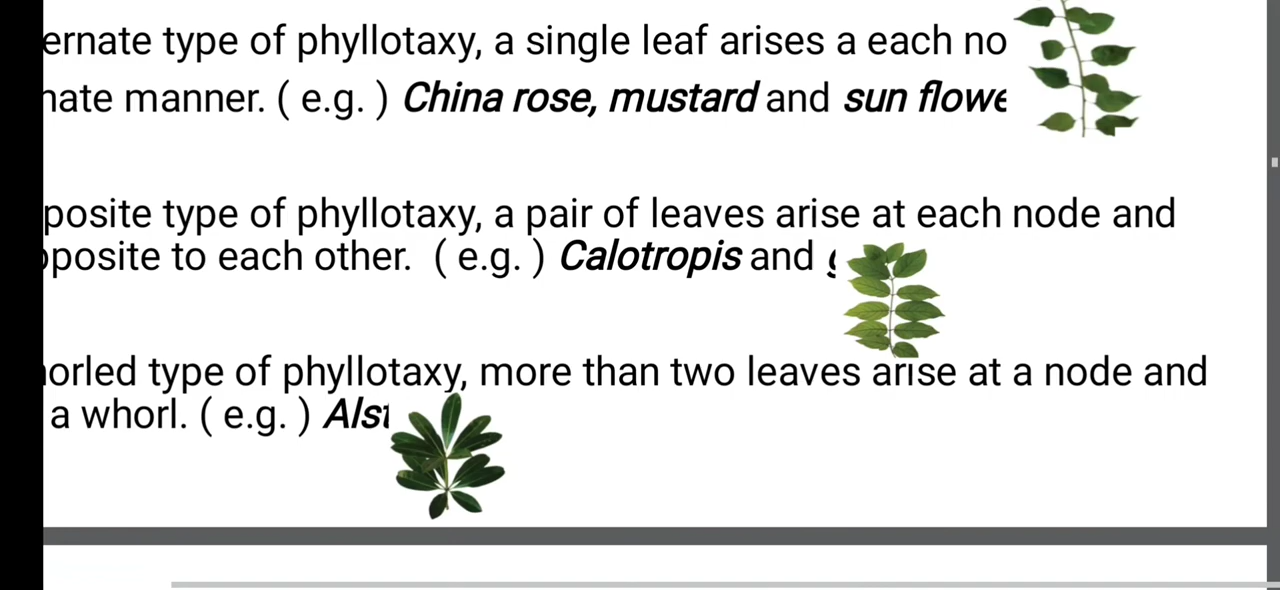 ernate type of phyllotaxy, a single leaf arises a each no
nate manner. ( e.g. ) China rose, mustard and sun flowe
posite type of phyllotaxy, a pair of leaves arise at each node and
pposite to each other. ( e.g. ) Calotropis and
orled type of phyllotaxy, more than two leaves arise at a node and
a whorl. ( e.g. ) Alst